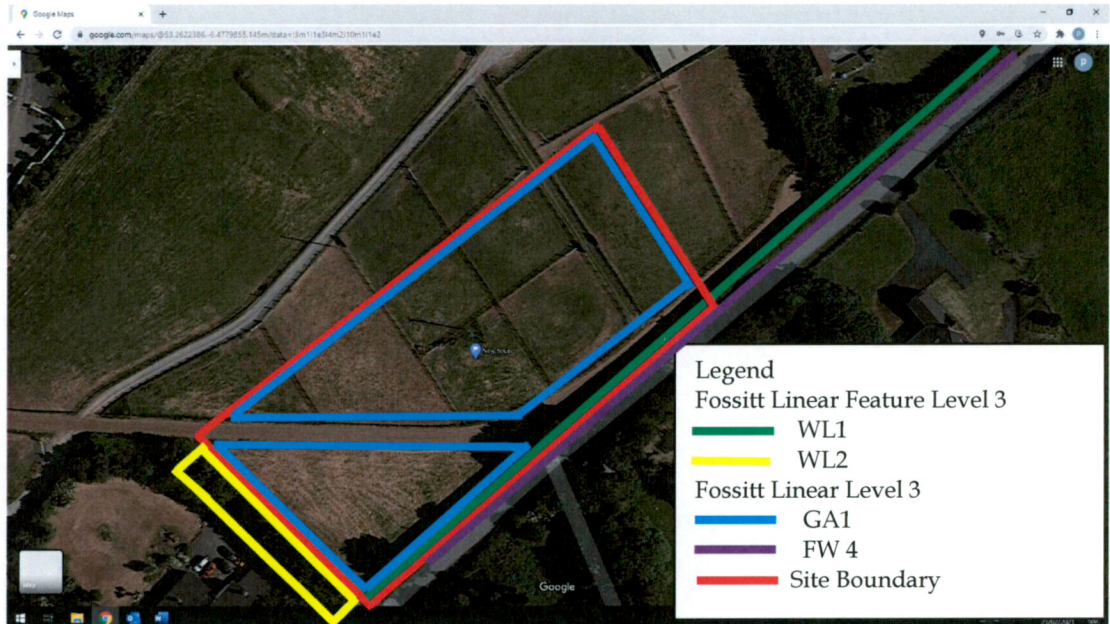 Google Maps
google.com/maps/@53.2622386,-6.4779855,145m/data=!3m1!1e3!4m2!10m1!1e2
P
Legend
Fossitt Linear Feature Level 3
WL1
WL2
Fossitt Linear Level 3
GA1
FW 4
Site Boundary
Google